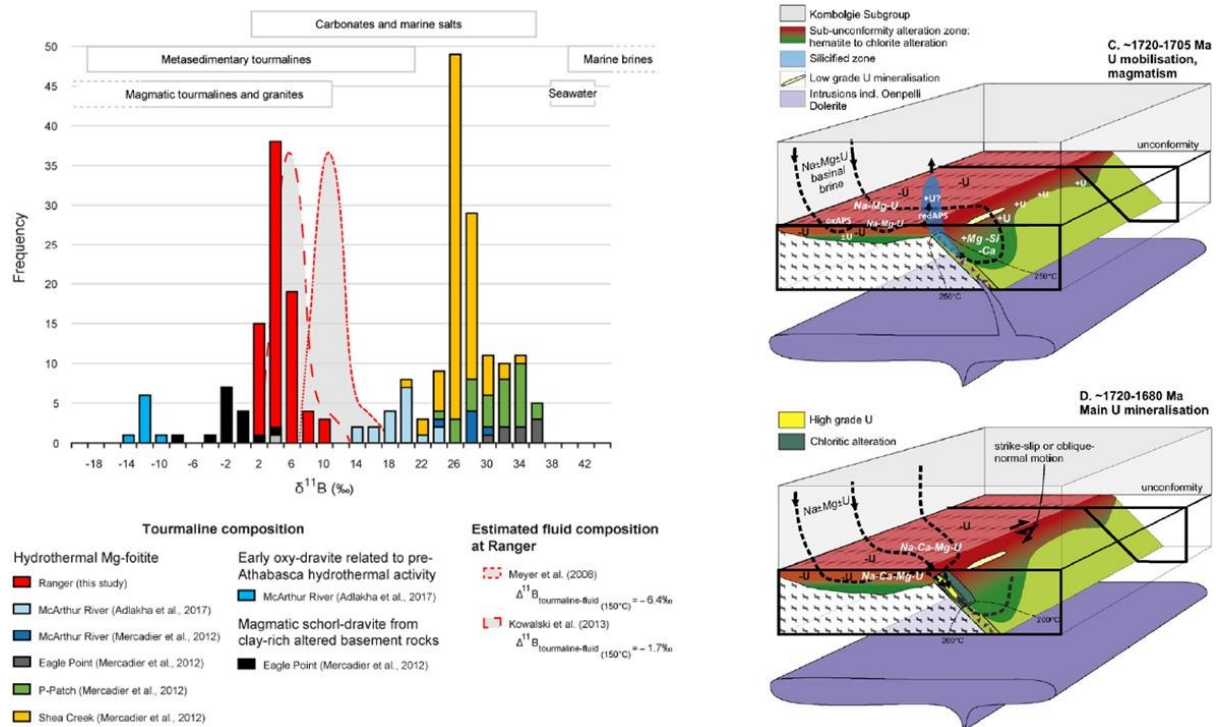 Carbonates and marine salts
Metasedimentary tourmalines
Marine brines
Magmatic tourmalines and granites
Seawater
50
45
40
35
30
25
20
15
10
5
0
Frequency
-18 -14 -10 -6 -2 2 6 10 14 18 22 26 30 34 38 42
δ¹¹B (‰)
Tourmaline composition
Hydrothermal Mg-foitite
Ranger (this study)
McArthur River (Adlakha et al., 2017)
McArthur River (Mercadier et al., 2012)
Eagle Point (Mercadier et al., 2012)
P-Patch (Mercadier et al., 2012)
Shea Creek (Mercadier et al., 2012)
Early oxy-dravite related to pre-
Athabasca hydrothermal activity
McArthur River (Adlakha et al., 2017)
Magmatic schorl-dravite from
clay-rich altered basement rocks
Eagle Point (Mercadier et al., 2012)
Estimated fluid composition
at Ranger
Meyer et al. (2008)
Δ¹¹B tourmaline-fluid (150°C) = – 6.4‰
Kowalski et al. (2013)
Δ¹¹B tourmaline-fluid (150°C) = – 1.7‰
Kombolgie Subgroup
Sub-unconformity alteration zone:
hematite to chlorite alteration
Silicified zone
Low grade U mineralisation
Intrusions incl. Oenpelli
Dolerite
C. ~1720-1705 Ma
U mobilisation,
magmatism
unconformity
Na±Mg±U
basinal
brine
-U
-U
+U?
+U
+U
+U
+U
Na-Mg-U
oxAPS
Na-Mg-U
redAPS
-U
-U
±U
+Mg -Si
-Ca
250°C
250°C
D. ~1720-1680 Ma
Main U mineralisation
High grade U
Chloritic alteration
strike-slip or oblique-
normal motion
unconformity
Na±Mg±U
-U
Na-Ca-Mg-U
-U
-U
Na-Ca-Mg-U
200°C
200°C